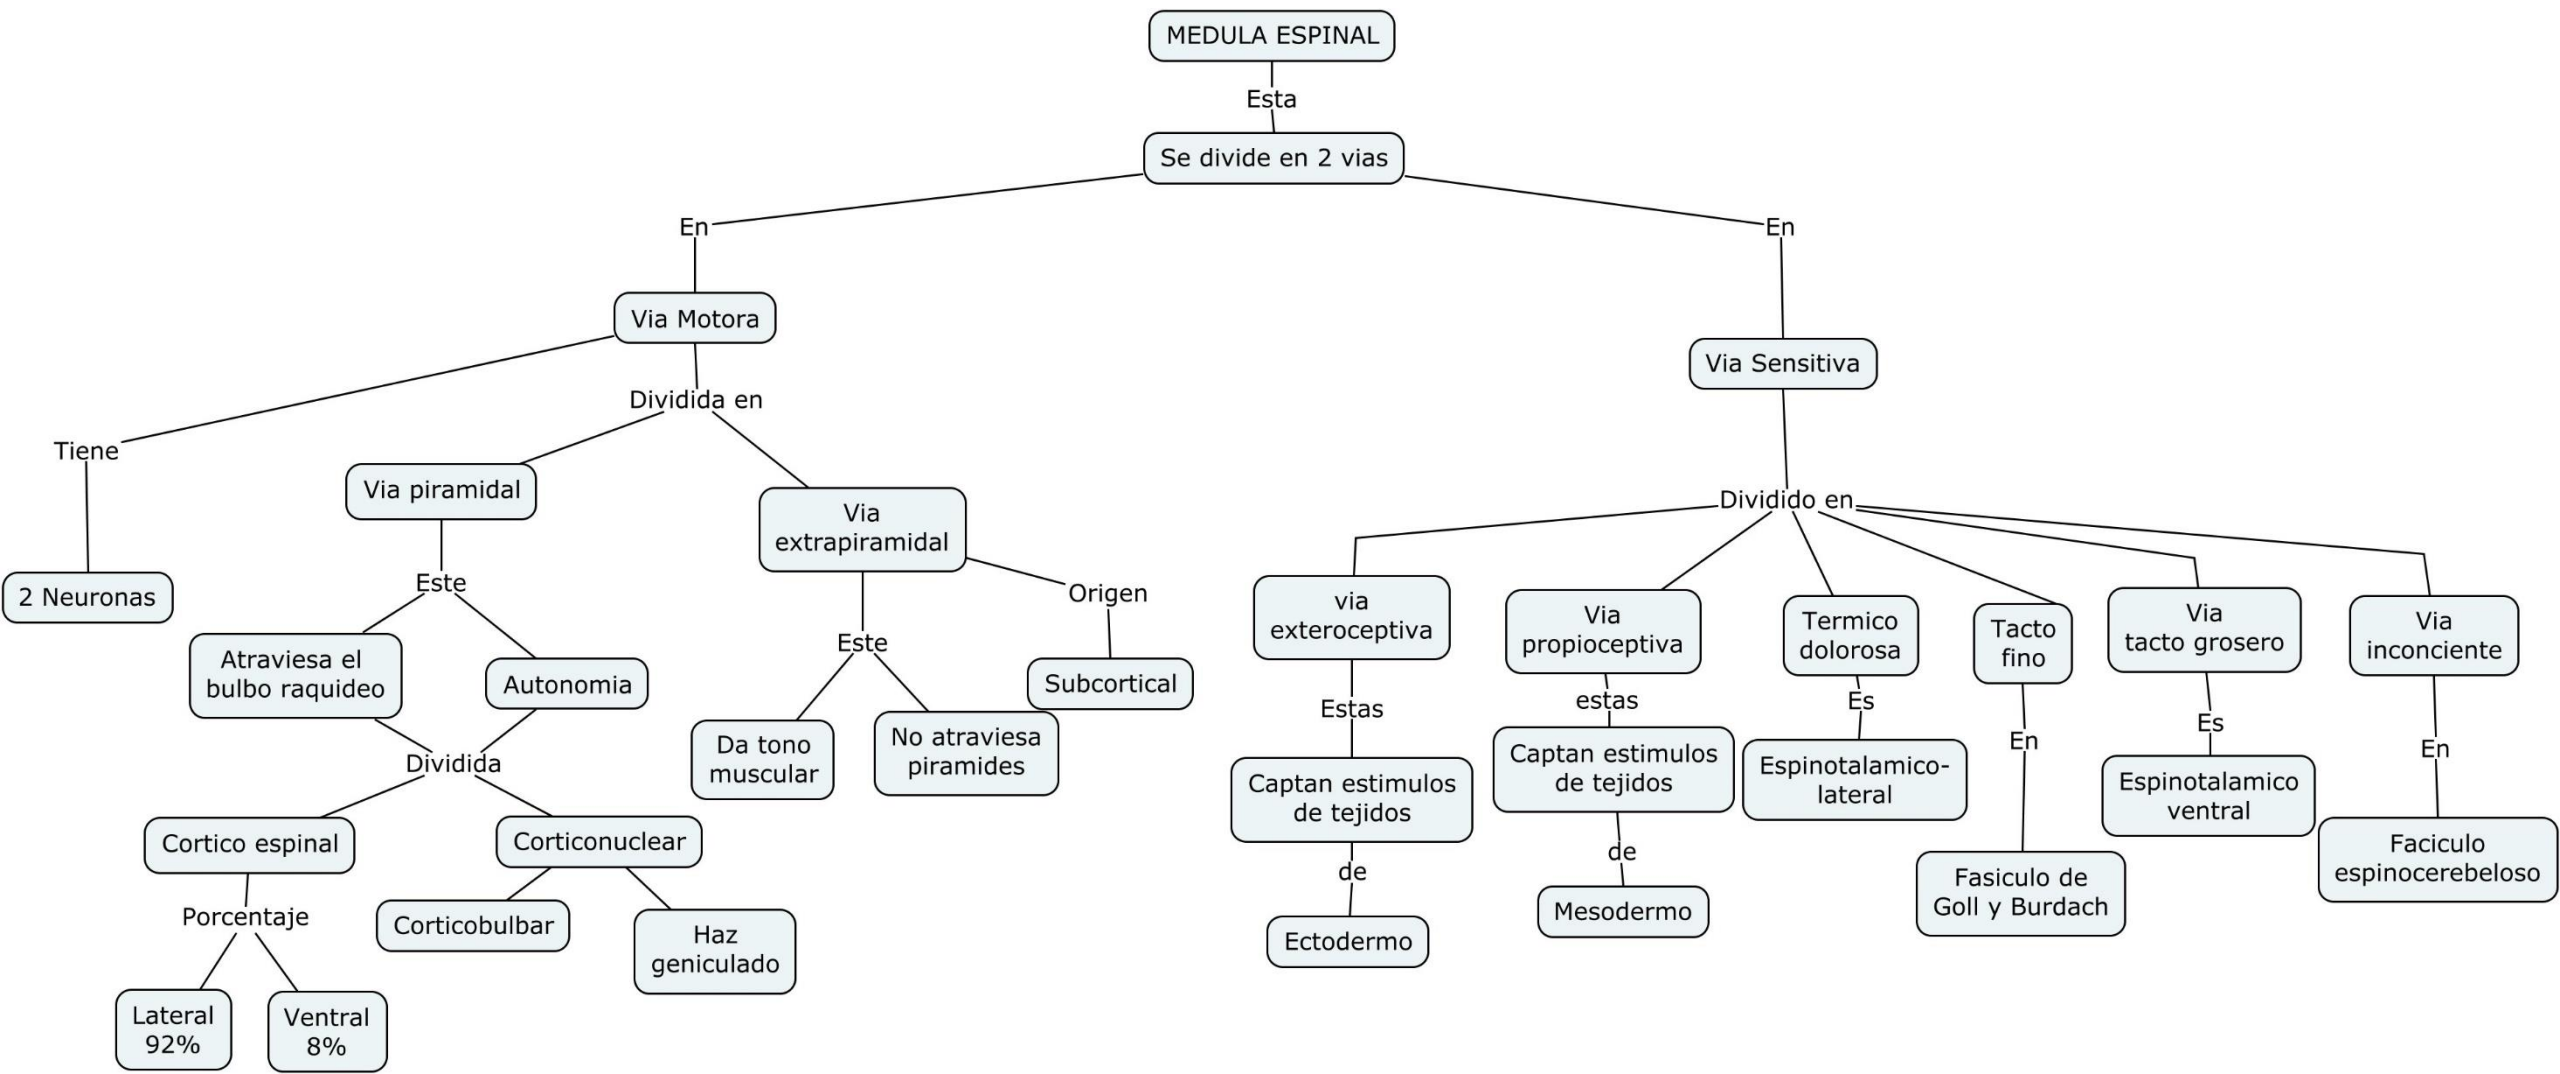 MEDULA ESPINAL
Esta
Se divide en 2 vias
En
En
Via Motora
Via Sensitiva
Dividida en
Tiene
Via piramidal
Dividido en
Via
extrapiramidal
Este
2 Neuronas
Origen
via
exteroceptiva
Via
propioceptiva
Termico
dolorosa
Tacto
fino
Via
tacto grosero
Via
inconciente
Este
Atraviesa el
bulbo raquideo
Autonomia
Subcortical
Estas
estas
Es
En
Es
En
Da tono
muscular
No atraviesa
piramides
Dividida
Captan estimulos
de tejidos
Captan estimulos
de tejidos
Espinotalamico-
lateral
Espinotalamico
ventral
Cortico espinal
Corticonuclear
de
de
Fasiculo de
Goll y Burdach
Faciculo
espinocerebeloso
Porcentaje
Corticobulbar
Haz
geniculado
Ectodermo
Mesodermo
Lateral
92%
Ventral
8%